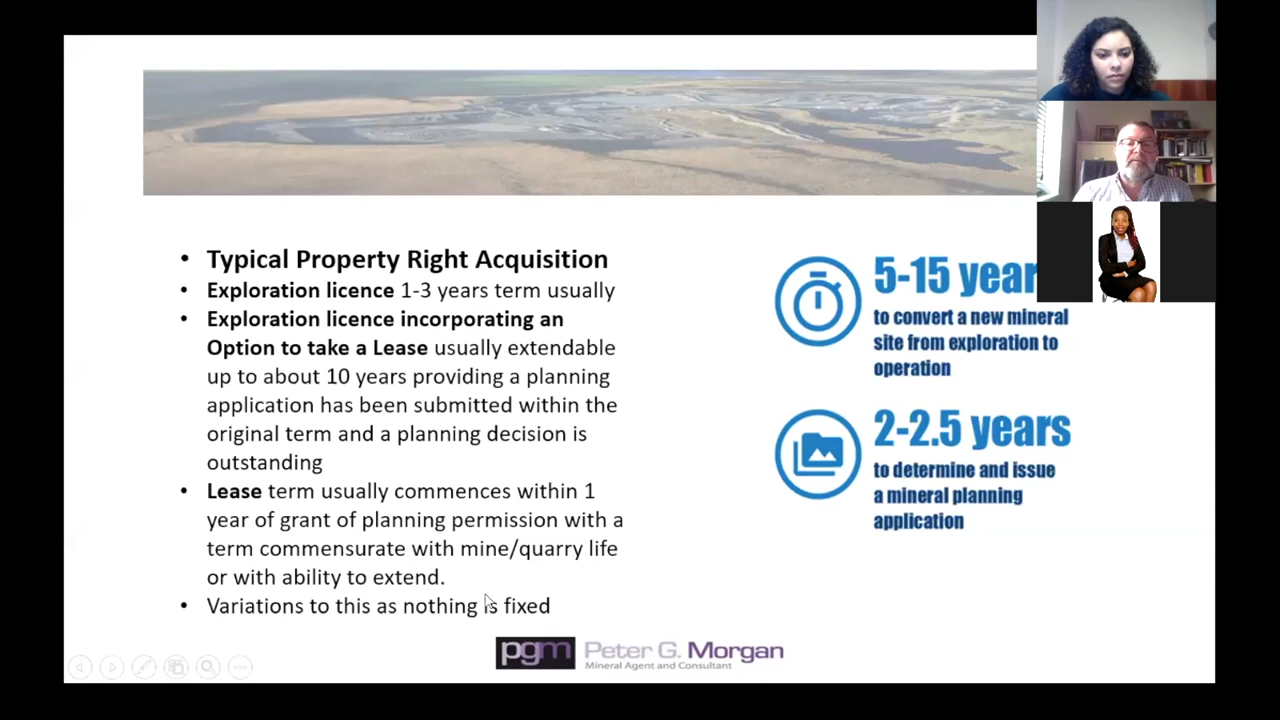 • Typical Property Right Acquisition
• Exploration licence 1-3 years term usually
• Exploration licence incorporating an
Option to take a Lease usually extendable
up to about 10 years providing a planning
application has been submitted within the
original term and a planning decision is
outstanding
• Lease term usually commences within 1
year of grant of planning permission with a
term commensurate with mine/quarry life
or with ability to extend.
• Variations to this as nothing is fixed
5-15 year
to convert a new mineral
site from exploration to
operation
2-2.5 years
to determine and issue
a mineral planning
application
pgm Peter G. Morgan
Mineral Agent and Consultant